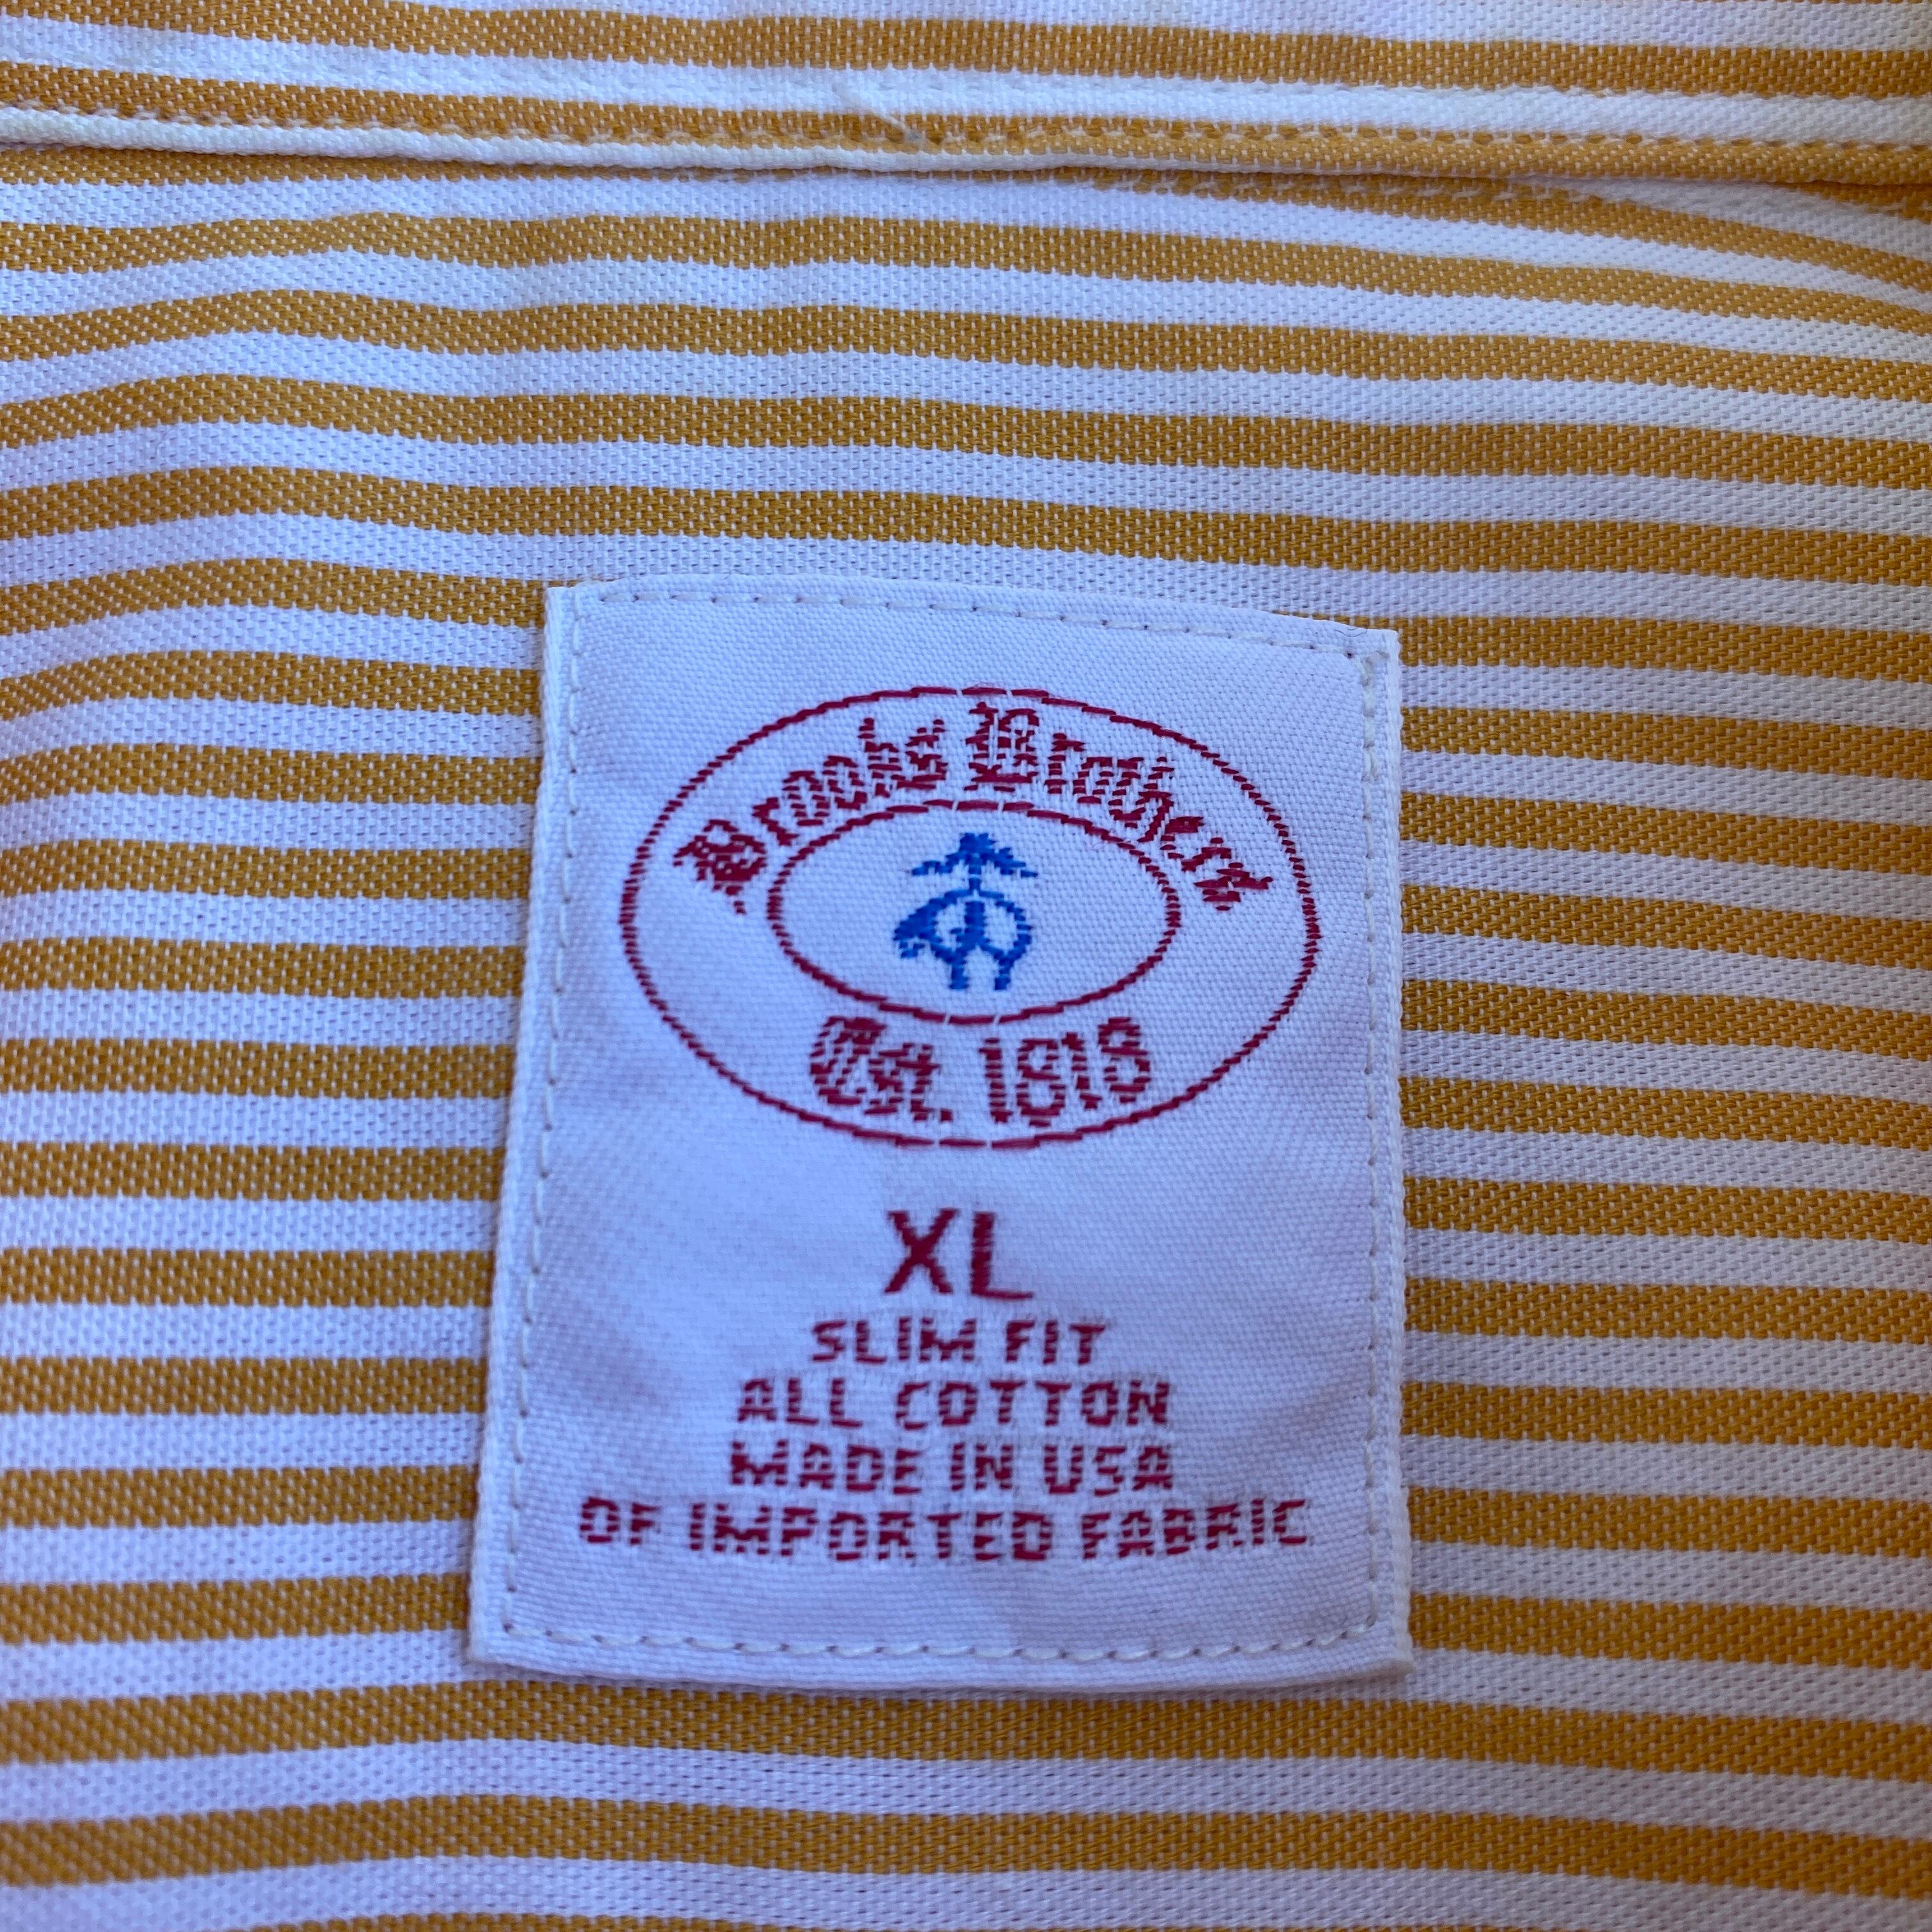 Brooks Brothers
Est. 1818
XL
SLIM FIT
ALL COTTON
MADE IN USA
OF IMPORTED FABRIC